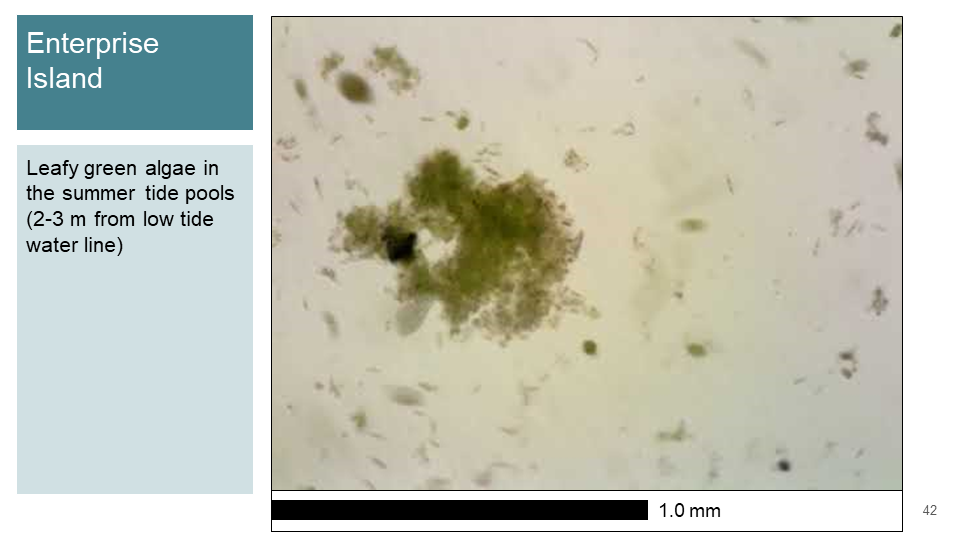 Enterprise
Island
Leafy green algae in
the summer tide pools
(2-3 m from low tide
water line)
1.0 mm
42